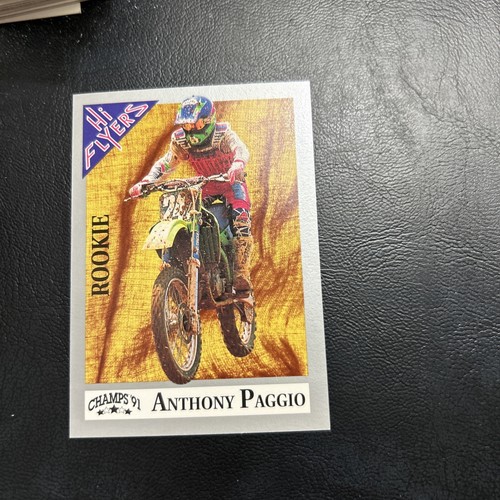 Hi
FLYERS
ROOKIE
CHAMPS '91
ANTHONY PAGGIO